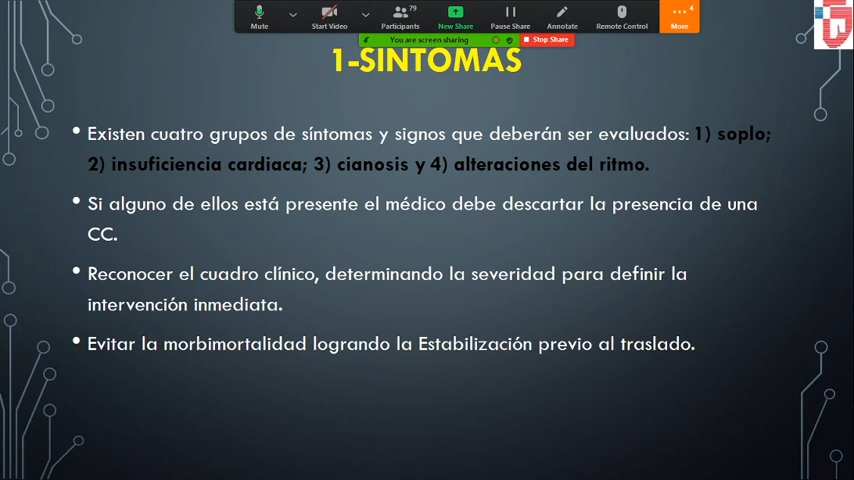 79
4
Mute
Start Video
Participants
New Share
Pause Share
Annotate
Remote Control
More
You are screen sharing
Stop Share
1-SINTOMAS
• Existen cuatro grupos de síntomas y signos que deberán ser evaluados: 1) soplo;
2) insuficiencia cardiaca; 3) cianosis y 4) alteraciones del ritmo.
• Si alguno de ellos está presente el médico debe descartar la presencia de una
CC.
• Reconocer el cuadro clínico, determinando la severidad para definir la
intervención inmediata.
• Evitar la morbimortalidad logrando la Estabilización previo al traslado.